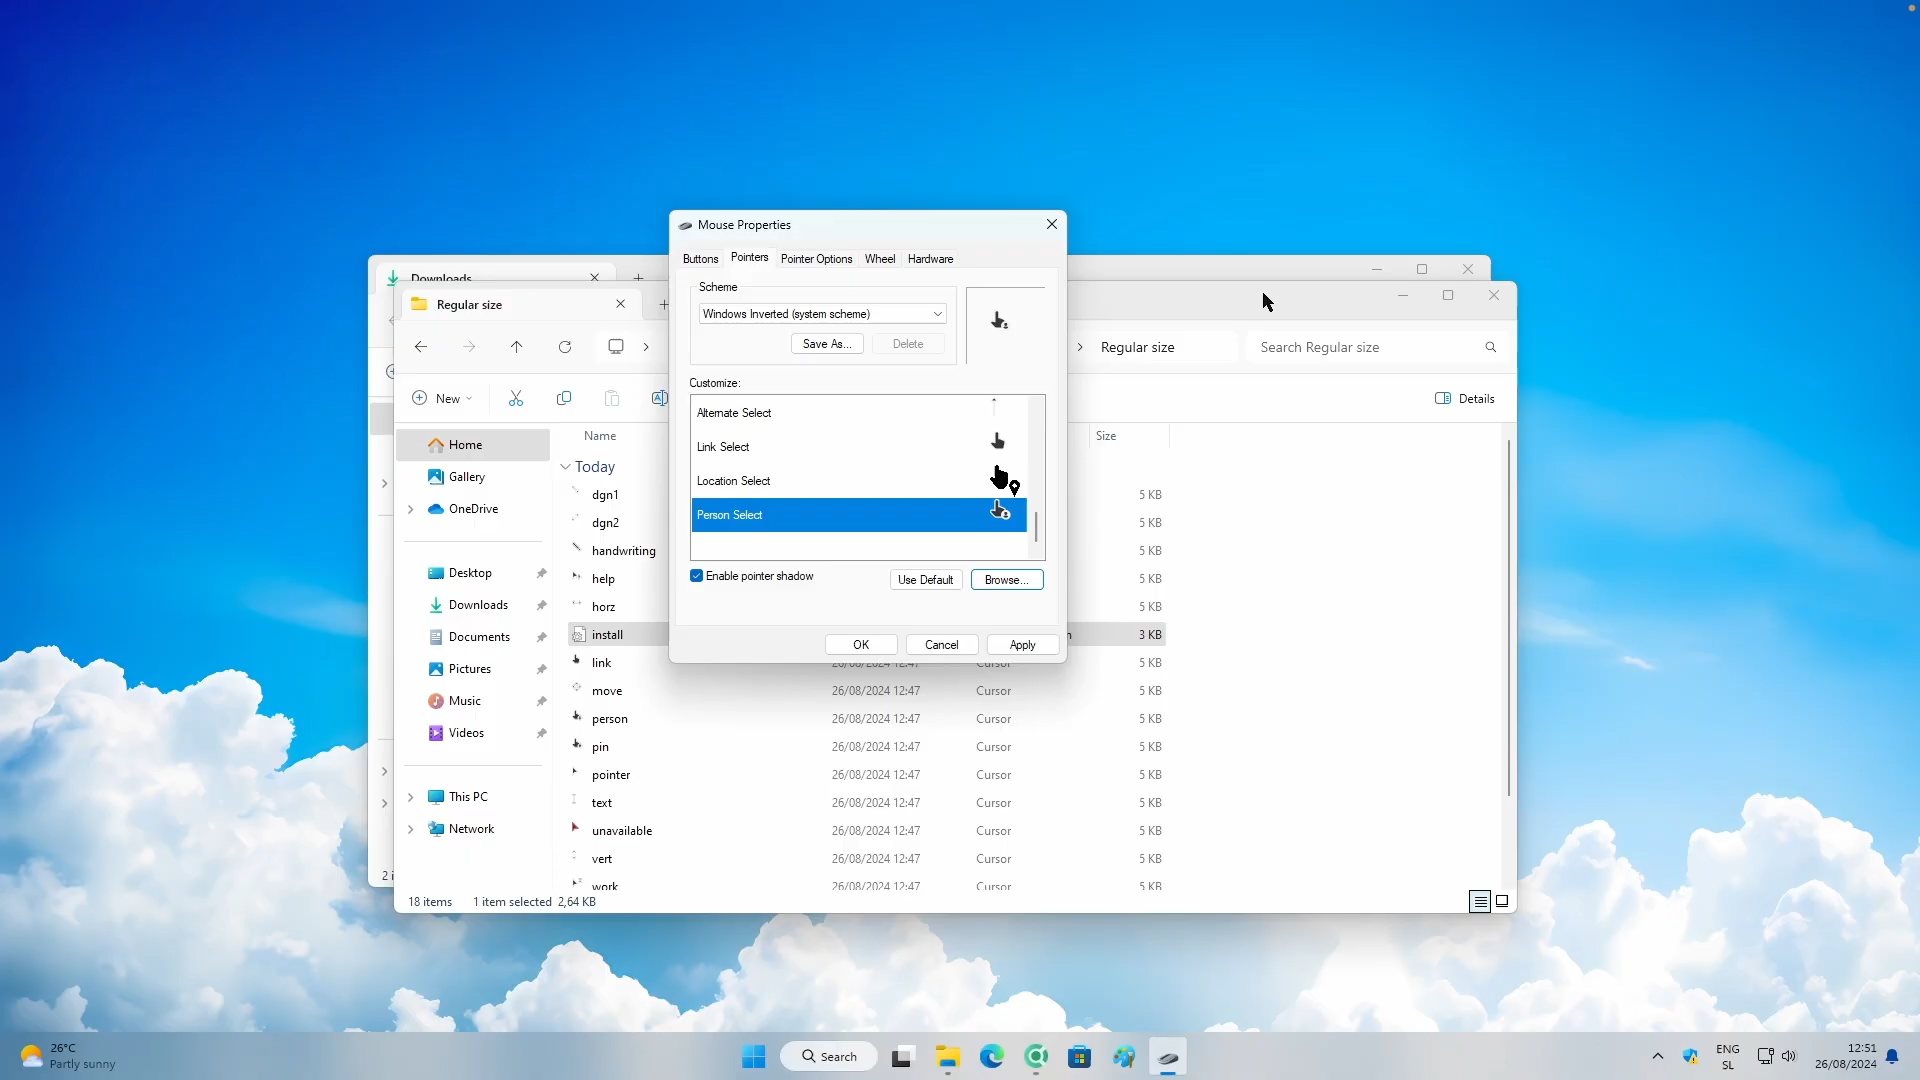 Mouse Properties
Buttons Pointers Pointer Options Wheel Hardware
Scheme
Windows Inverted (system scheme)
Save As... Delete
Customize:
Alternate Select
Link Select
Location Select
Person Select
Enable pointer shadow
Use Default Browse...
OK Cancel Apply
Downloads
Regular size
Regular size
Search Regular size
New
Details
Home
Gallery
OneDrive
Desktop
Downloads
Documents
Pictures
Music
Videos
This PC
Network
Name Size
Today
dgn1 5 KB
dgn2 5 KB
handwriting 5 KB
help 5 KB
horz 5 KB
install 3 KB
link 26/08/2024 12:47 Cursor 5 KB
move 26/08/2024 12:47 Cursor 5 KB
person 26/08/2024 12:47 Cursor 5 KB
pin 26/08/2024 12:47 Cursor 5 KB
pointer 26/08/2024 12:47 Cursor 5 KB
text 26/08/2024 12:47 Cursor 5 KB
unavailable 26/08/2024 12:47 Cursor 5 KB
vert 26/08/2024 12:47 Cursor 5 KB
work 26/08/2024 12:47 Cursor 5 KB
18 items 1 item selected 2,64 KB
26°C
Partly sunny
Search
ENG
SL
12:51
26/08/2024